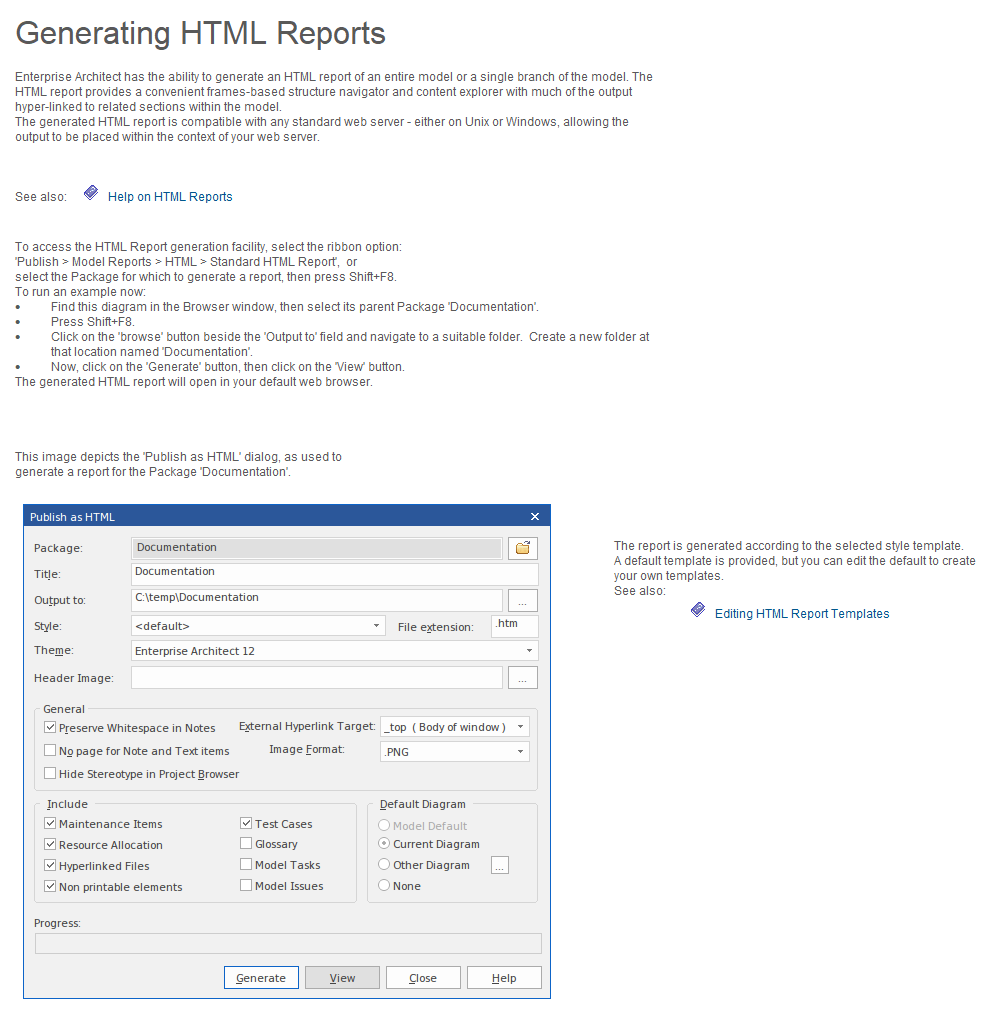 Generating HTML Reports
Enterprise Architect has the ability to generate an HTML report of an entire model or a single branch of the model. The
HTML report provides a convenient frames-based structure navigator and content explorer with much of the output
hyper-linked to related sections within the model.
The generated HTML report is compatible with any standard web server - either on Unix or Windows, allowing the
output to be placed within the context of your web server.
See also: Help on HTML Reports
To access the HTML Report generation facility, select the ribbon option:
'Publish > Model Reports > HTML > Standard HTML Report', or
select the Package for which to generate a report, then press Shift+F8.
To run an example now:
• Find this diagram in the Browser window, then select its parent Package 'Documentation'.
• Press Shift+F8.
• Click on the 'browse' button beside the 'Output to' field and navigate to a suitable folder. Create a new folder at
that location named 'Documentation'.
• Now, click on the 'Generate' button, then click on the 'View' button.
The generated HTML report will open in your default web browser.
This image depicts the 'Publish as HTML' dialog, as used to
generate a report for the Package 'Documentation'.
Publish as HTML
Package: Documentation
Title: Documentation
Output to: C:\temp\Documentation ...
Style: <default> File extension: .htm
Theme: Enterprise Architect 12
Header Image: ...
General
Preserve Whitespace in Notes External Hyperlink Target: _top ( Body of window )
No page for Note and Text items Image Format: .PNG
Hide Stereotype in Project Browser
Include
Maintenance Items Test Cases
Resource Allocation Glossary
Hyperlinked Files Model Tasks
Non printable elements Model Issues
Default Diagram
Model Default
Current Diagram
Other Diagram ...
None
Progress:
Generate View Close Help
The report is generated according to the selected style template.
A default template is provided, but you can edit the default to create
your own templates.
See also:
Editing HTML Report Templates